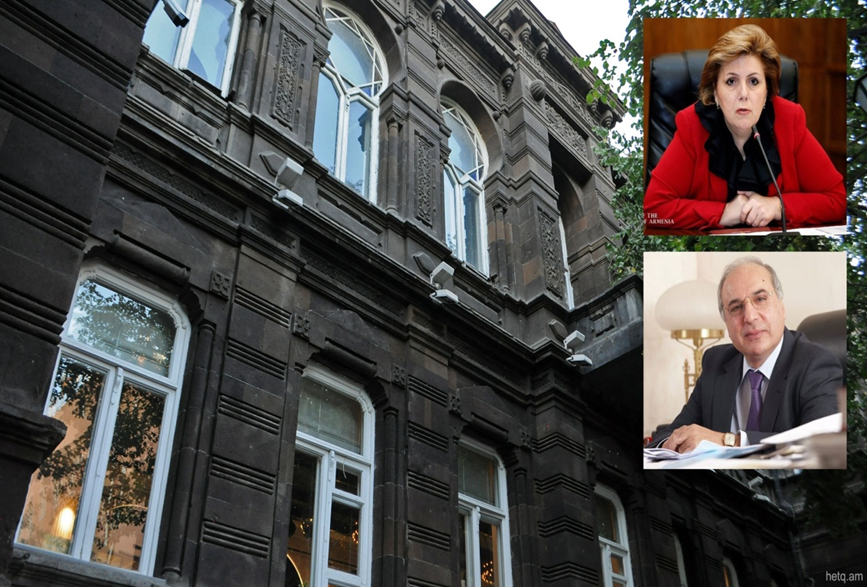 THE
F ARMENIA
hetq.am